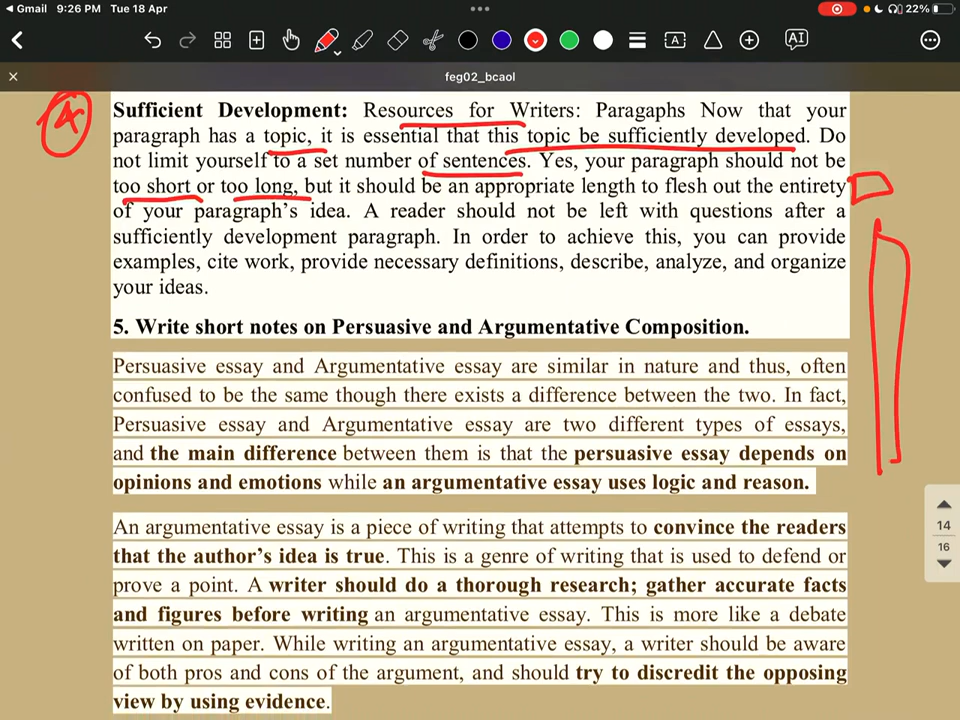 Gmail 9:26 PM Tue 18 Apr 22%
A AI
feg02_bcaol
4
Sufficient Development: Resources for Writers: Paragaphs Now that your
paragraph has a topic, it is essential that this topic be sufficiently developed. Do
not limit yourself to a set number of sentences. Yes, your paragraph should not be
too short or too long, but it should be an appropriate length to flesh out the entirety
of your paragraph's idea. A reader should not be left with questions after a
sufficiently development paragraph. In order to achieve this, you can provide
examples, cite work, provide necessary definitions, describe, analyze, and organize
your ideas.
5. Write short notes on Persuasive and Argumentative Composition.
Persuasive essay and Argumentative essay are similar in nature and thus, often
confused to be the same though there exists a difference between the two. In fact,
Persuasive essay and Argumentative essay are two different types of essays,
and the main difference between them is that the persuasive essay depends on
opinions and emotions while an argumentative essay uses logic and reason.
14
16
An argumentative essay is a piece of writing that attempts to convince the readers
that the author's idea is true. This is a genre of writing that is used to defend or
prove a point. A writer should do a thorough research; gather accurate facts
and figures before writing an argumentative essay. This is more like a debate
written on paper. While writing an argumentative essay, a writer should be aware
of both pros and cons of the argument, and should try to discredit the opposing
view by using evidence.